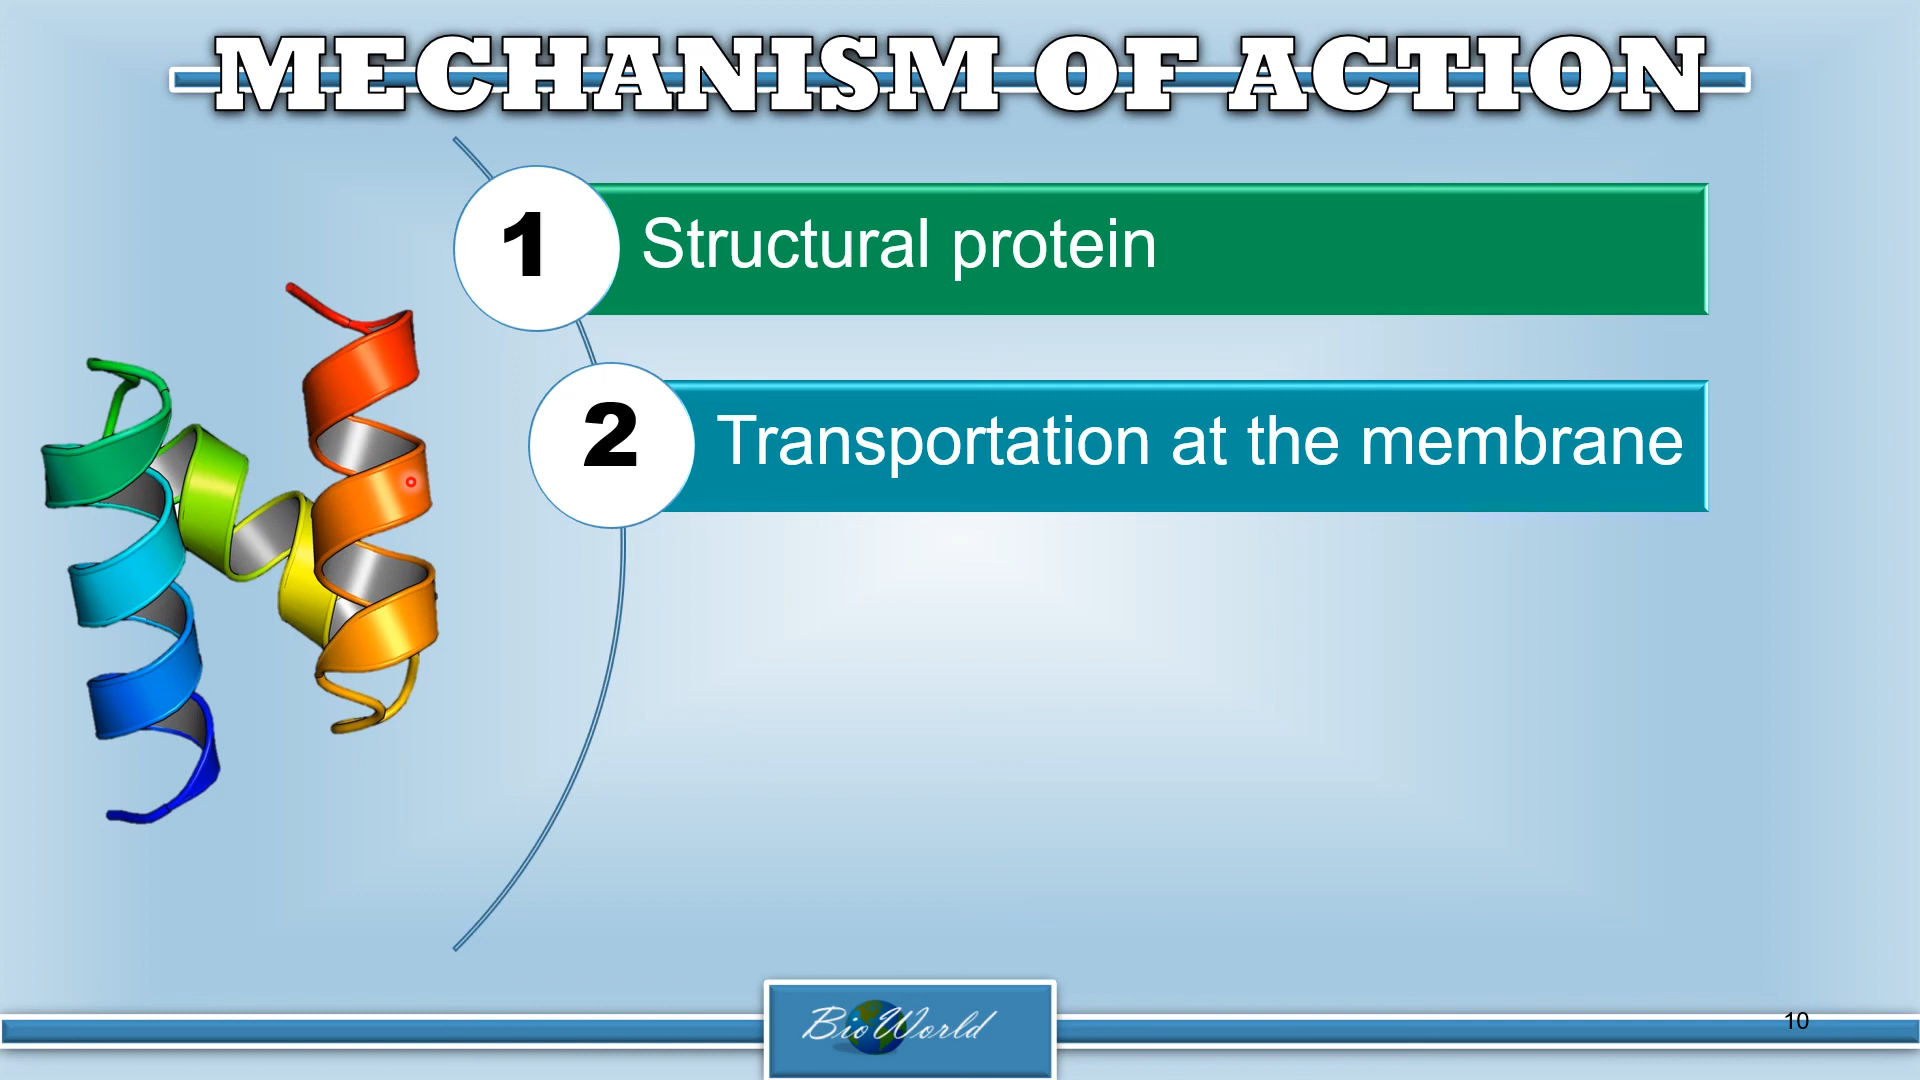 MECHANISM OF ACTION
1
Structural protein
2
Transportation at the membrane
BioWorld
10